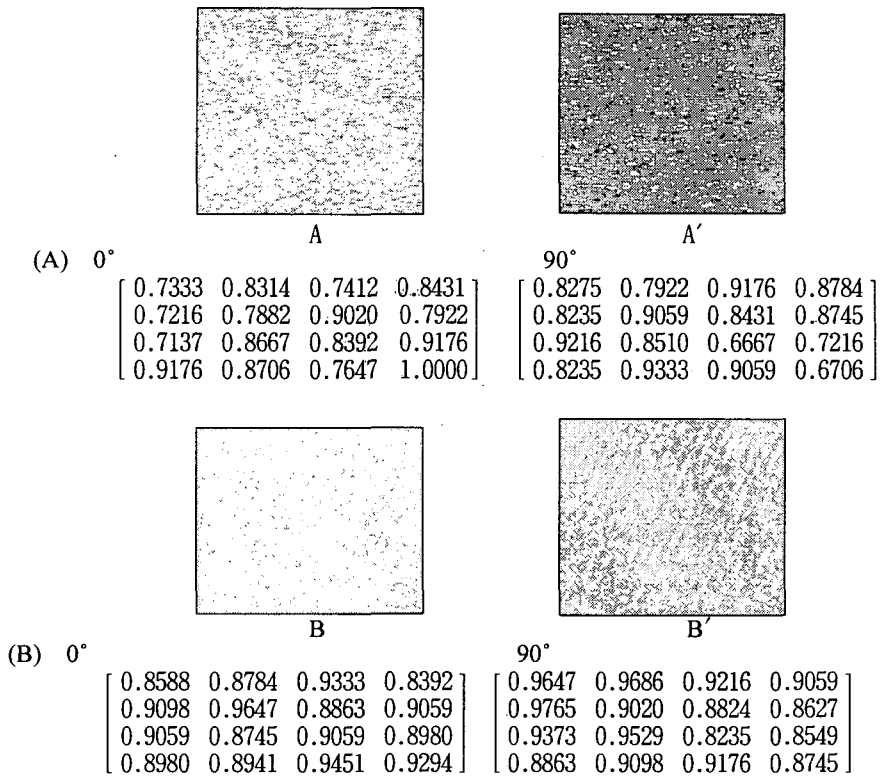 A A′
(A) 0° 90°
[ 0.7333 0.8314 0.7412 0.8431 ] [ 0.8275 0.7922 0.9176 0.8784 ]
[ 0.7216 0.7882 0.9020 0.7922 ] [ 0.8235 0.9059 0.8431 0.8745 ]
[ 0.7137 0.8667 0.8392 0.9176 ] [ 0.9216 0.8510 0.6667 0.7216 ]
[ 0.9176 0.8706 0.7647 1.0000 ] [ 0.8235 0.9333 0.9059 0.6706 ]
B B′
(B) 0° 90°
[ 0.8588 0.8784 0.9333 0.8392 ] [ 0.9647 0.9686 0.9216 0.9059 ]
[ 0.9098 0.9647 0.8863 0.9059 ] [ 0.9765 0.9020 0.8824 0.8627 ]
[ 0.9059 0.8745 0.9059 0.8980 ] [ 0.9373 0.9529 0.8235 0.8549 ]
[ 0.8980 0.8941 0.9451 0.9294 ] [ 0.8863 0.9098 0.9176 0.8745 ]